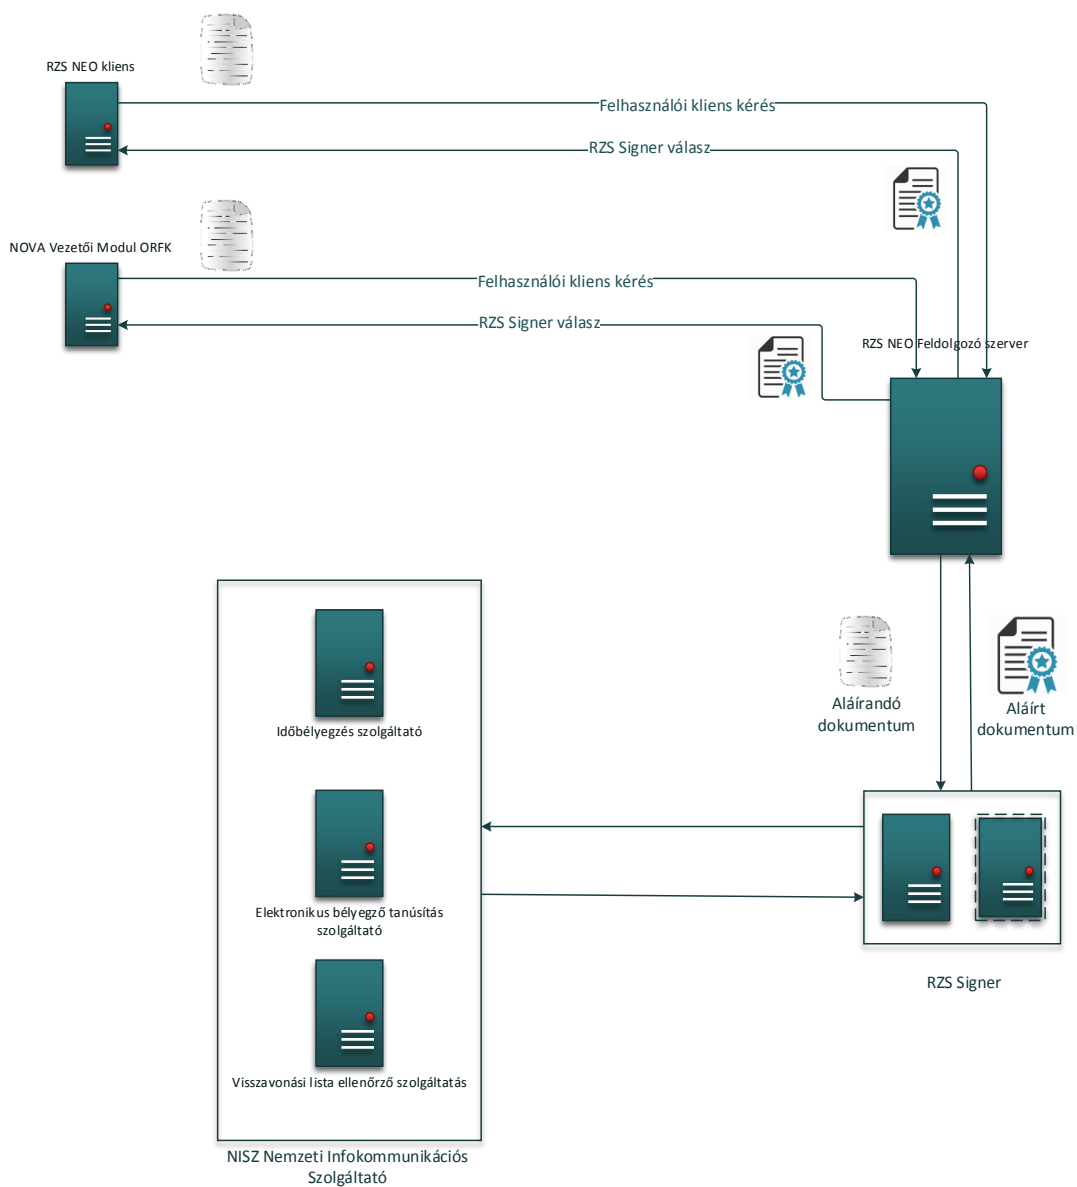 RZS NEO kliens
Felhasználói kliens kérés
RZS Signer válasz
NOVA Vezetői Modul ORFK
Felhasználói kliens kérés
RZS Signer válasz
RZS NEO Feldolgozó szerver
Időbélyegzés szolgáltató
Aláírandó
dokumentum
Aláírt
dokumentum
Elektronikus bélyegző tanúsítás
szolgáltató
RZS Signer
Visszavonási lista ellenőrző szolgáltatás
NISZ Nemzeti Infokommunikációs
Szolgáltató